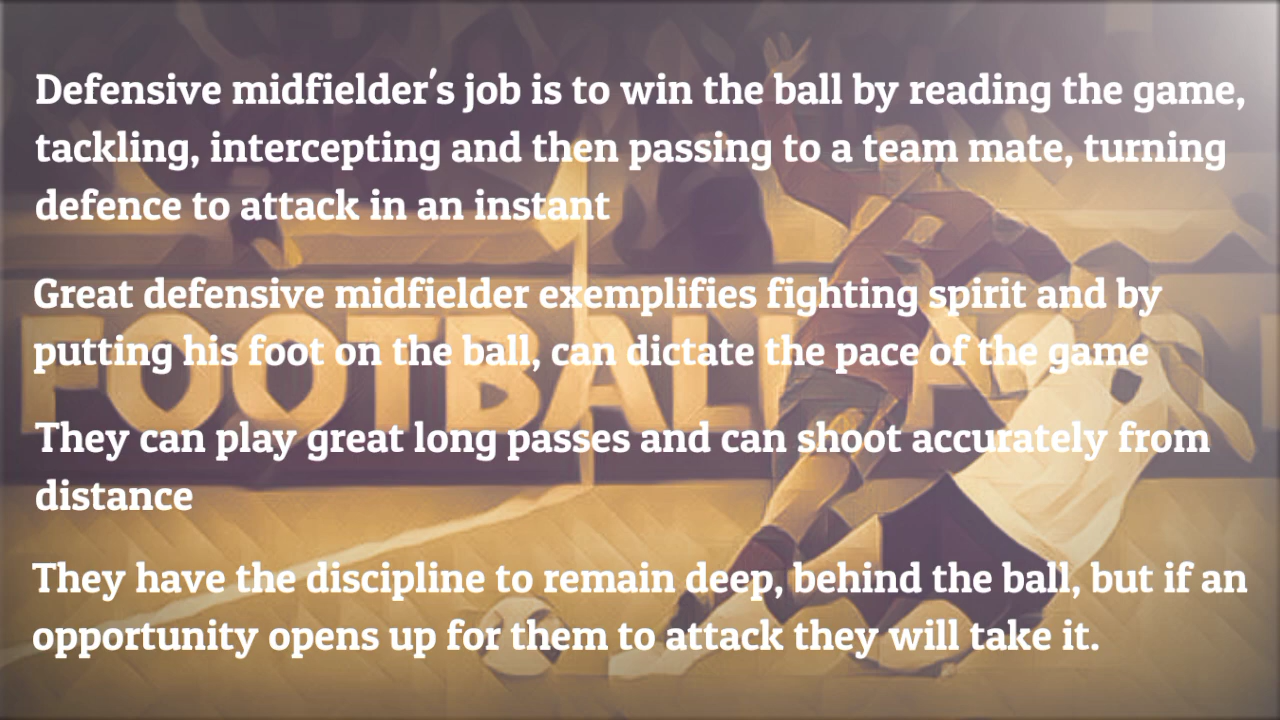 Defensive midfielder's job is to win the ball by reading the game,
tackling, intercepting and then passing to a team mate, turning
defence to attack in an instant
Great defensive midfielder exemplifies fighting spirit and by
putting his foot on the ball, can dictate the pace of the game
FOOTBALL
They can play great long passes and can shoot accurately from
distance
They have the discipline to remain deep, behind the ball, but if an
opportunity opens up for them to attack they will take it.